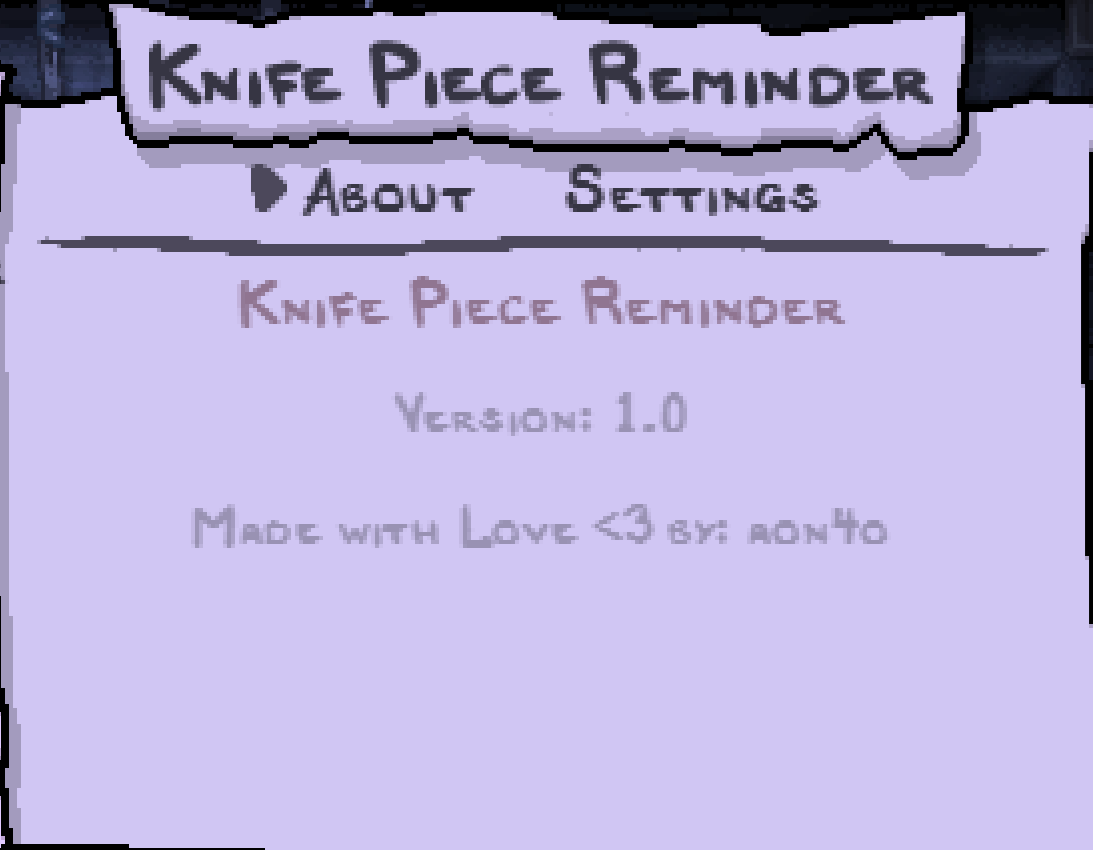 Knife Piece Reminder
About Settings
Knife Piece Reminder
Version: 1.0
Made with Love <3 by: aon4o